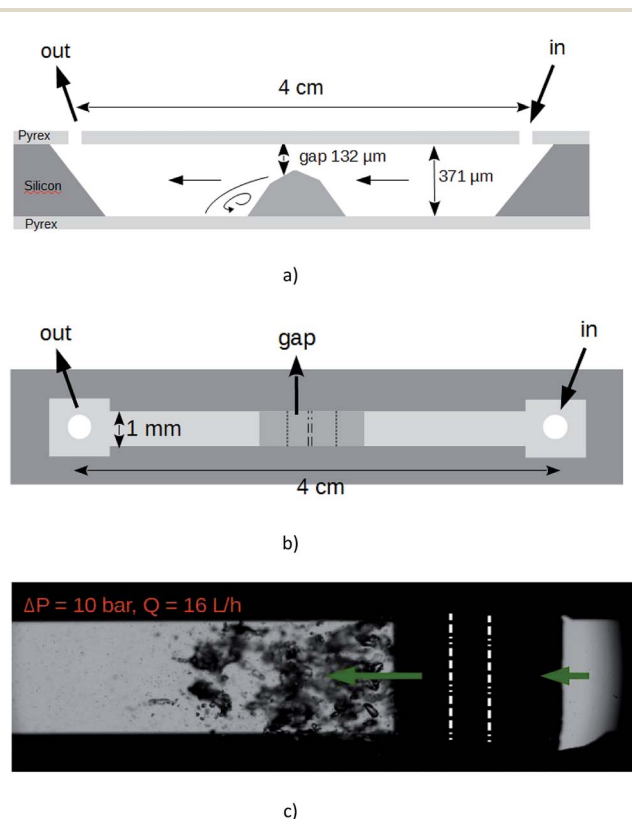 out
in
4 cm
Pyrex
gap 132 µm
371 µm
Silicon
Pyrex
a)
out
gap
in
1 mm
4 cm
b)
ΔP = 10 bar, Q = 16 L/h
c)